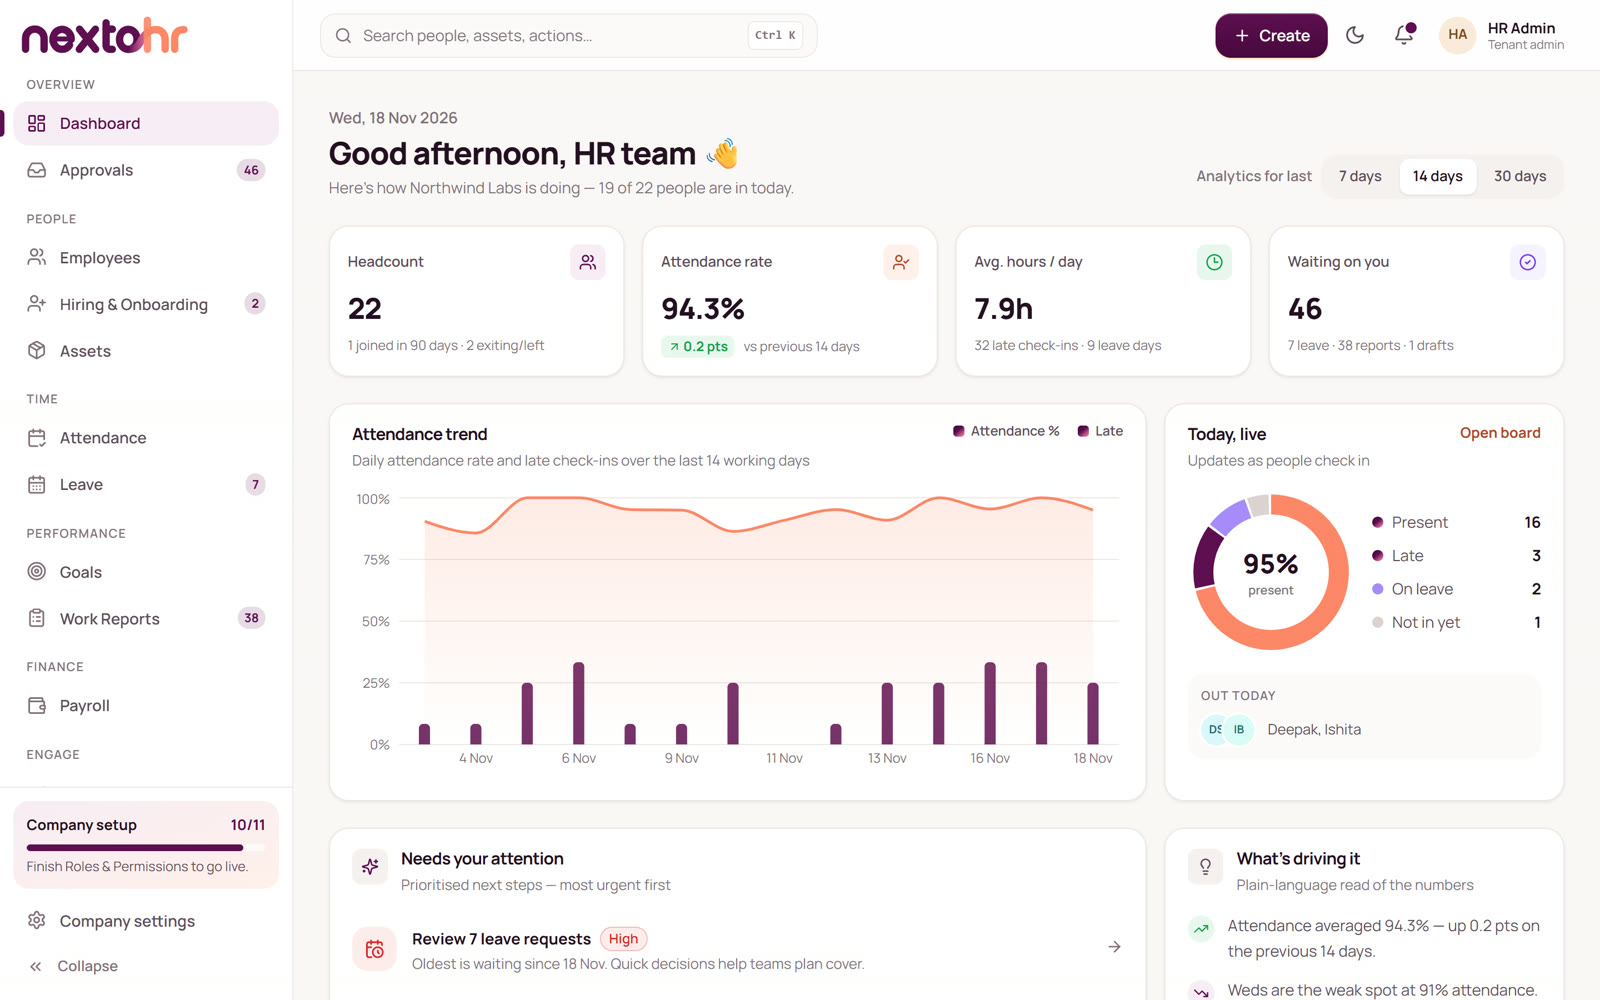 nextohr
OVERVIEW
Dashboard
Approvals 46
PEOPLE
Employees
Hiring & Onboarding 2
Assets
TIME
Attendance
Leave 7
PERFORMANCE
Goals
Work Reports 38
FINANCE
Payroll
ENGAGE
Company setup 10/11
Finish Roles & Permissions to go live.
Company settings
Collapse
Search people, assets, actions... Ctrl K
Create
HA
HR Admin
Tenant admin
Wed, 18 Nov 2026
Good afternoon, HR team 👋
Here's how Northwind Labs is doing — 19 of 22 people are in today.
Analytics for last 7 days 14 days 30 days
Headcount
22
1 joined in 90 days · 2 exiting/left
Attendance rate
94.3%
0.2 pts vs previous 14 days
Avg. hours / day
7.9h
32 late check-ins · 9 leave days
Waiting on you
46
7 leave · 38 reports · 1 drafts
Attendance trend
Attendance % Late
Daily attendance rate and late check-ins over the last 14 working days
100%
75%
50%
25%
0%
4 Nov 6 Nov 9 Nov 11 Nov 13 Nov 16 Nov 18 Nov
Today, live
Open board
Updates as people check in
95%
present
Present 16
Late 3
On leave 2
Not in yet 1
OUT TODAY
DS IB Deepak, Ishita
Needs your attention
Prioritised next steps — most urgent first
Review 7 leave requests High
Oldest is waiting since 18 Nov. Quick decisions help teams plan cover.
What's driving it
Plain-language read of the numbers
Attendance averaged 94.3% — up 0.2 pts on
the previous 14 days.
Weds are the weak spot at 91% attendance.